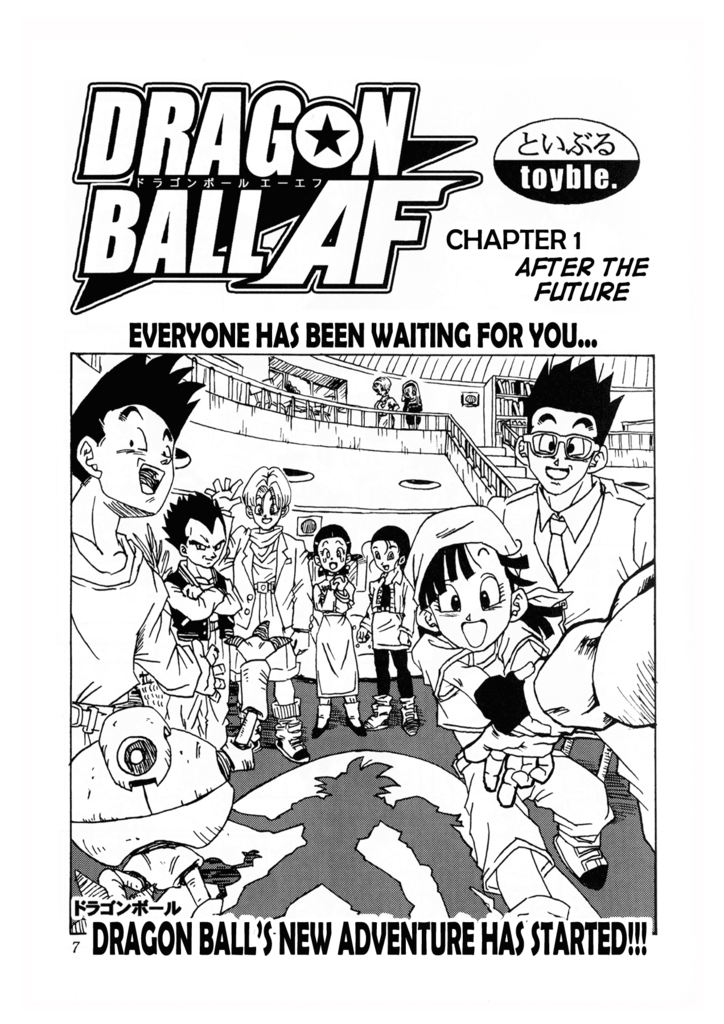 DRAGON
ドラゴンボール エーエフ
BALL AF
といぶる
toyble.
CHAPTER 1
AFTER THE
FUTURE
EVERYONE HAS BEEN WAITING FOR YOU...
ドラゴンボール
7
DRAGON BALL'S NEW ADVENTURE HAS STARTED!!!